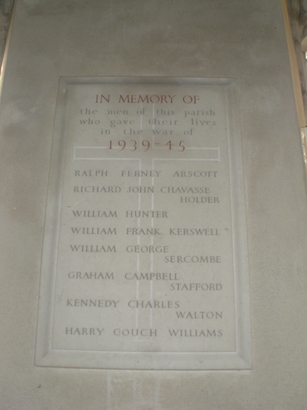 IN MEMORY OF
the men of this parish
who gave their lives
in the war of
1939-45
RALPH FERNEY ARSCOTT
RICHARD JOHN CHAVASSE
HOLDER
WILLIAM HUNTER
WILLIAM FRANK KERSWELL
WILLIAM GEORGE
SERCOMBE
GRAHAM CAMPBELL
STAFFORD
KENNEDY CHARLES
WALTON
HARRY COUCH WILLIAMS